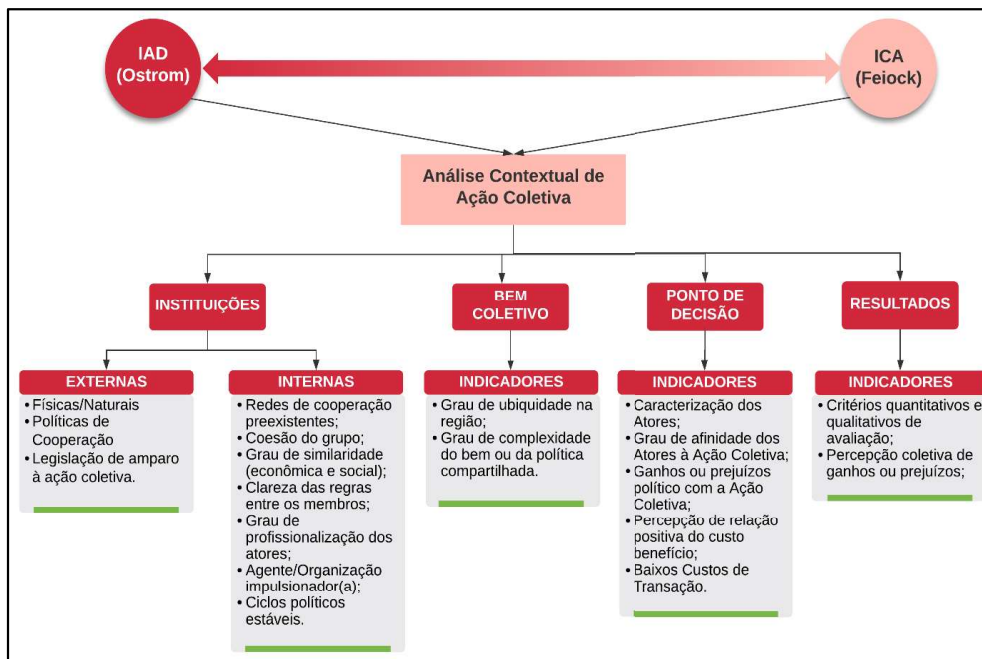 IAD
(Ostrom)
ICA
(Feiock)
Análise Contextual de
Ação Coletiva
INSTITUIÇÕES
BEM
COLETIVO
PONTO DE
DECISÃO
RESULTADOS
EXTERNAS
• Físicas/Naturais
• Políticas de
Cooperação
• Legislação de amparo
à ação coletiva.
INTERNAS
• Redes de cooperação
preexistentes;
• Coesão do grupo;
• Grau de similaridade
(econômica e social);
• Clareza das regras
entre os membros;
• Grau de
profissionalização dos
atores;
• Agente/Organização
impulsionador(a);
• Ciclos políticos
estáveis.
INDICADORES
• Grau de ubiquidade na
região;
• Grau de complexidade
do bem ou da política
compartilhada.
INDICADORES
• Caracterização dos
Atores;
• Grau de afinidade dos
Atores à Ação Coletiva;
• Ganhos ou prejuízos
político com a Ação
Coletiva;
• Percepção de relação
positiva do custo
benefício;
• Baixos Custos de
Transação.
INDICADORES
• Critérios quantitativos e
qualitativos de
avaliação;
• Percepção coletiva de
ganhos ou prejuízos;